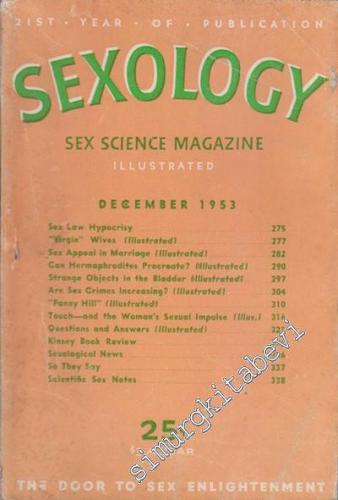 21ST · YEAR · OF · PUBLICATION
SEXOLOGY
SEX SCIENCE MAGAZINE
ILLUSTRATED
DECEMBER 1953
Sex Law Hypocrisy 275
"Virgin" Wives (Illustrated) 277
Sex Appeal in Marriage (Illustrated) 282
Can Hermaphrodites Procreate? (Illustrated) 290
Strange Objects in the Bladder (Illustrated) 297
Are Sex Crimes Increasing? (Illustrated) 304
"Fanny Hill" (Illustrated) 310
Touch—and the Woman's Sexual Impulse (Illus.) 316
Questions and Answers (Illustrated)
Kinsey Book Review
Sexological News
So They Say 337
Scientific Sex Notes 338
25
THE DOOR TO SEX ENLIGHTENMENT
simurgkitabevi